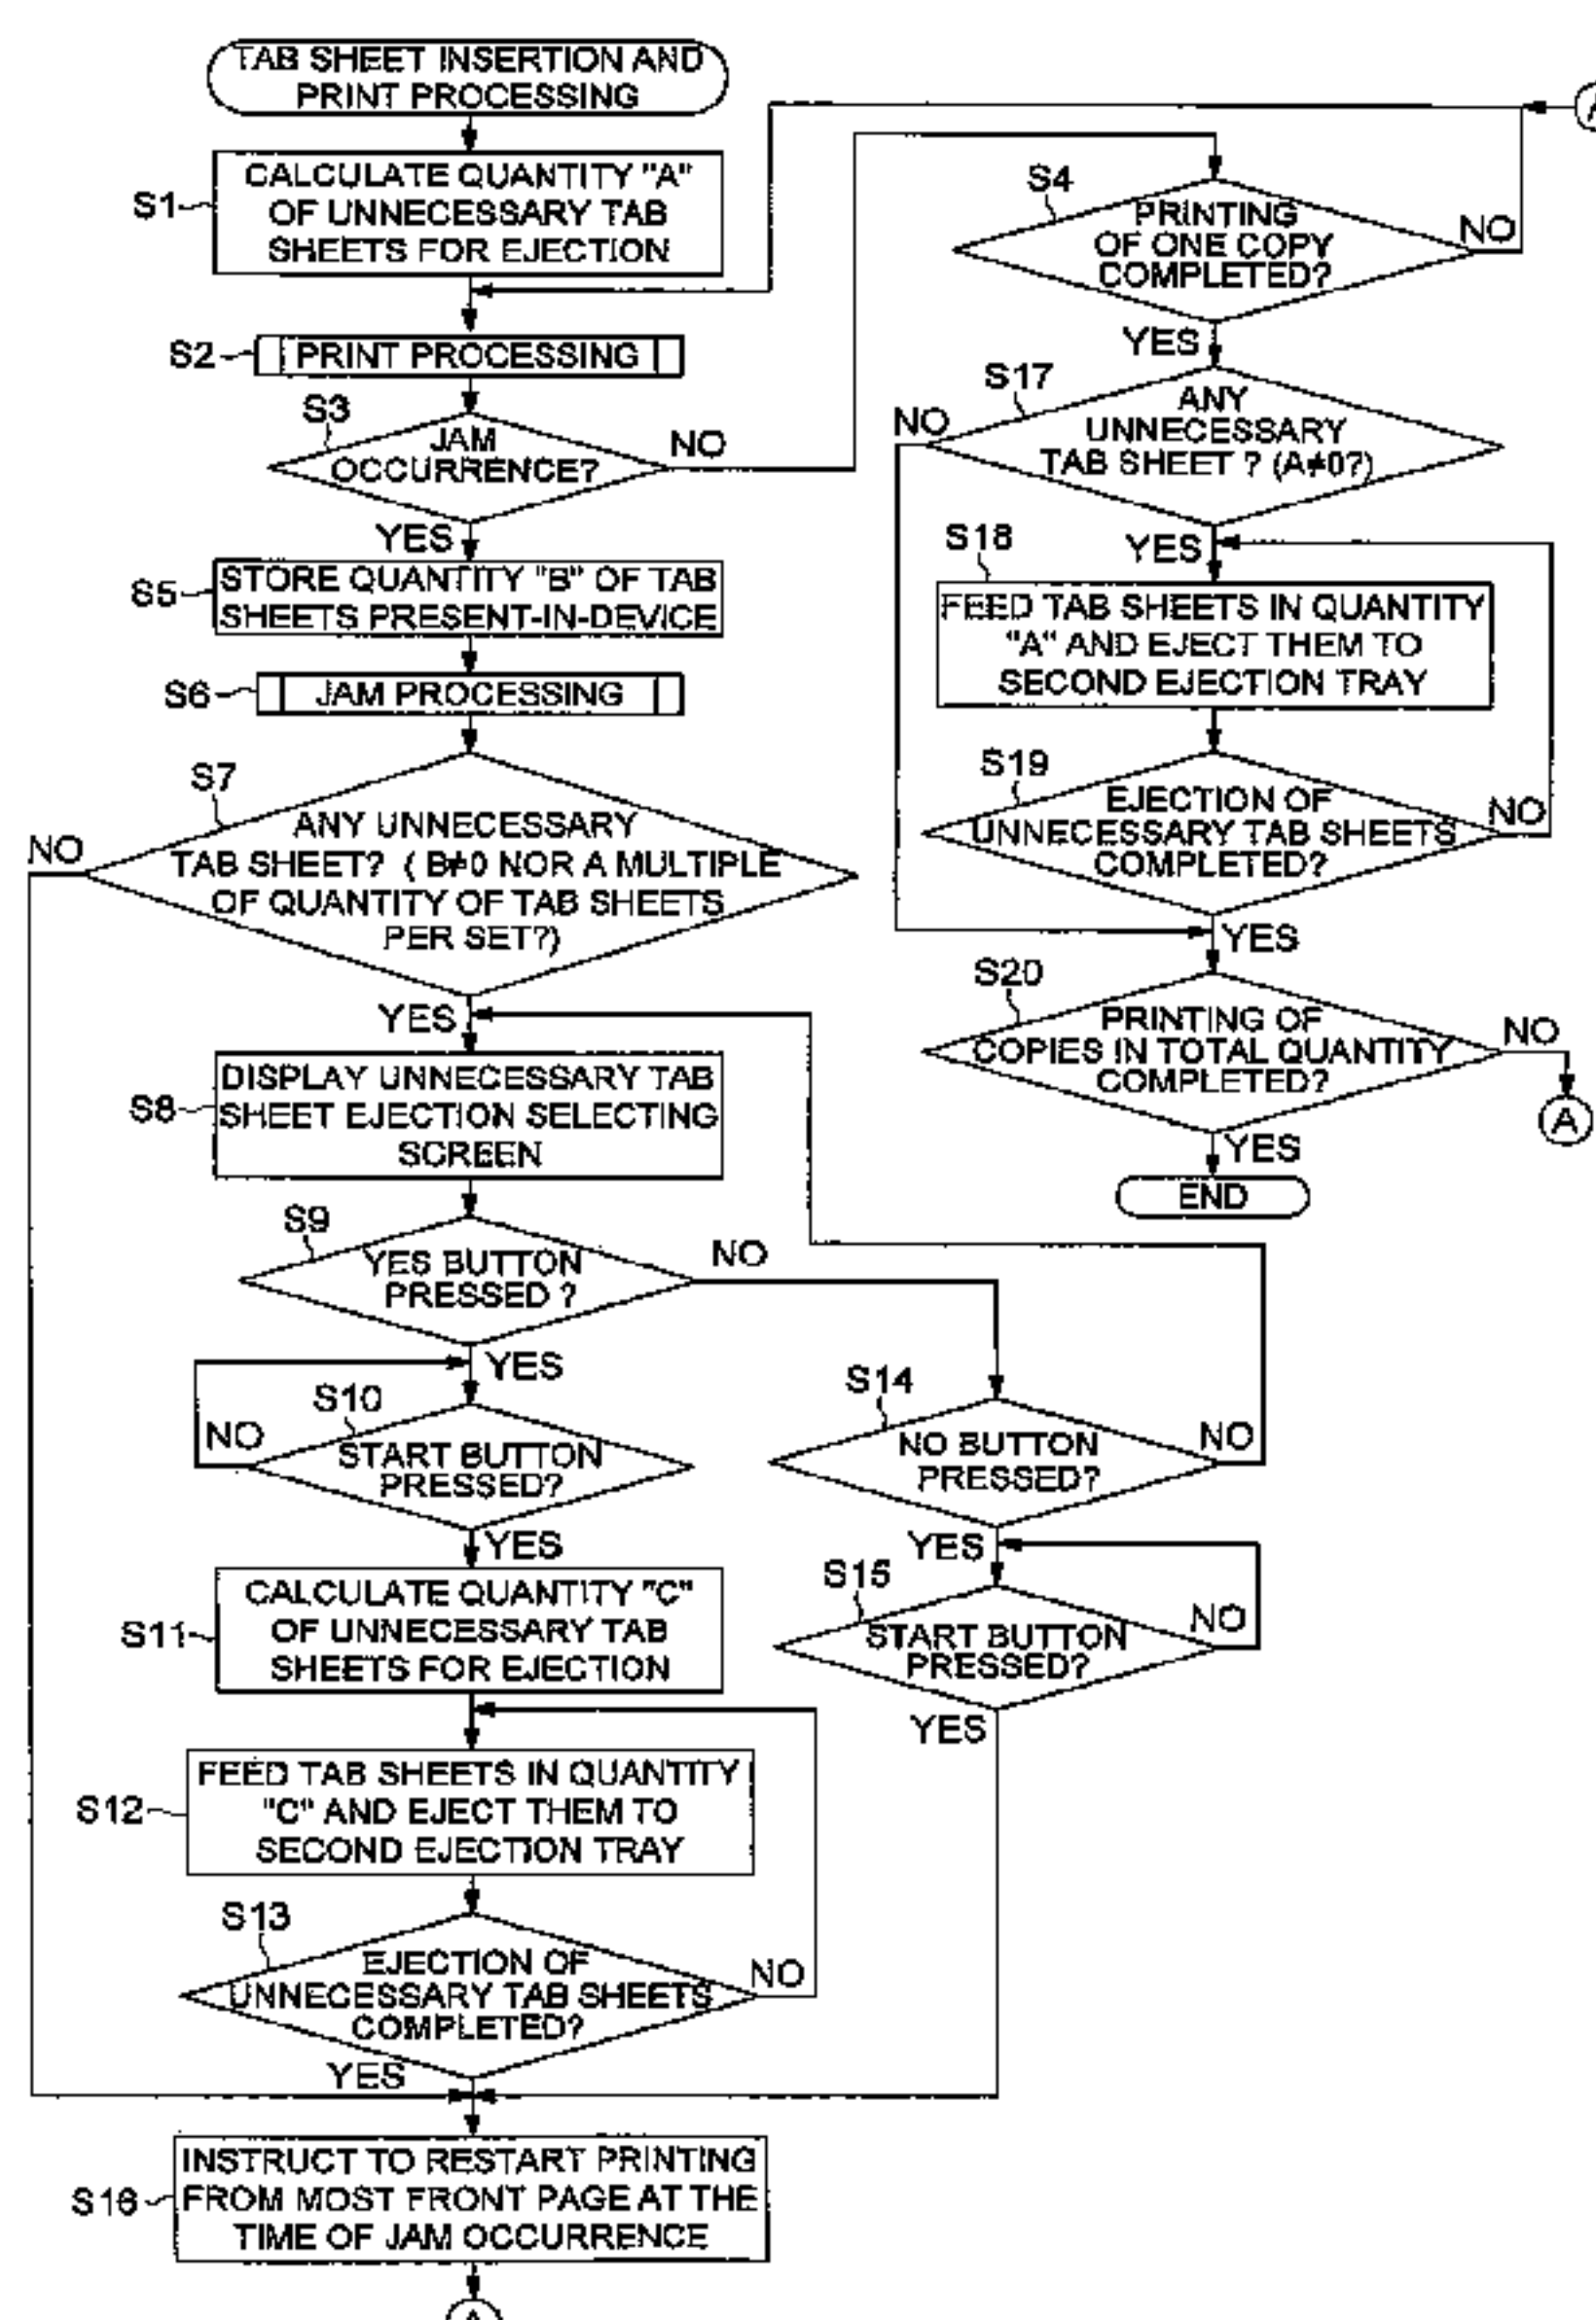 TAB SHEET INSERTION AND
PRINT PROCESSING
S1
CALCULATE QUANTITY "A"
OF UNNECESSARY TAB
SHEETS FOR EJECTION
S2
PRINT PROCESSING
S3
JAM
OCCURRENCE?
NO
YES
S5
STORE QUANTITY "B" OF TAB
SHEETS PRESENT-IN-DEVICE
S6
JAM PROCESSING
S7
NO
ANY UNNECESSARY
TAB SHEET? ( B≠0 NOR A MULTIPLE
OF QUANTITY OF TAB SHEETS
PER SET?)
YES
S8
DISPLAY UNNECESSARY TAB
SHEET EJECTION SELECTING
SCREEN
S9
YES BUTTON
PRESSED ?
NO
YES
S10
NO
START BUTTON
PRESSED?
YES
S11
CALCULATE QUANTITY "C"
OF UNNECESSARY TAB
SHEETS FOR EJECTION
S12
FEED TAB SHEETS IN QUANTITY
"C" AND EJECT THEM TO
SECOND EJECTION TRAY
S13
EJECTION OF
UNNECESSARY TAB SHEETS
COMPLETED?
NO
YES
S16
INSTRUCT TO RESTART PRINTING
FROM MOST FRONT PAGE AT THE
TIME OF JAM OCCURRENCE
A
S14
NO BUTTON
PRESSED?
NO
YES
S15
START BUTTON
PRESSED?
NO
YES
A
S4
PRINTING
OF ONE COPY
COMPLETED?
NO
YES
S17
NO
ANY
UNNECESSARY
TAB SHEET ? (A≠0?)
YES
S18
FEED TAB SHEETS IN QUANTITY
"A" AND EJECT THEM TO
SECOND EJECTION TRAY
S19
EJECTION OF
UNNECESSARY TAB SHEETS
COMPLETED?
NO
YES
S20
PRINTING OF
COPIES IN TOTAL QUANTITY
COMPLETED?
NO
A
YES
END